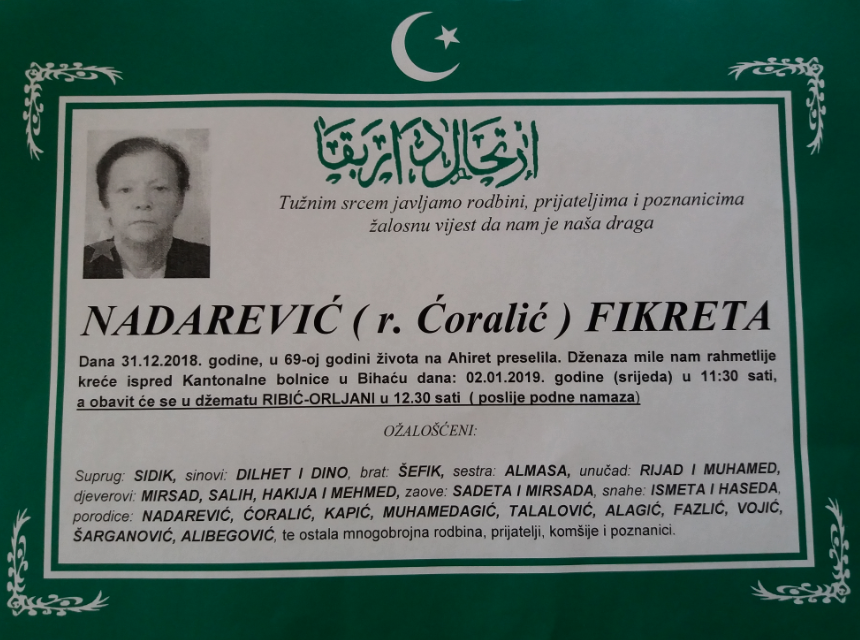 ارتحال دار بقا
Tužnim srcem javljamo rodbini, prijateljima i poznanicima
žalosnu vijest da nam je naša draga
NADAREVIĆ ( r. Ćoralić ) FIKRETA
Dana 31.12.2018. godine, u 69-oj godini života na Ahiret preselila. Dženaza mile nam rahmetlije
kreće ispred Kantonalne bolnice u Bihaću dana: 02.01.2019. godine (srijeda) u 11:30 sati,
a obavit će se u džematu RIBIĆ-ORLJANI u 12.30 sati ( poslije podne namaza)
OŽALOŠĆENI:
Suprug: SIDIK, sinovi: DILHET I DINO, brat: ŠEFIK, sestra: ALMASA, unučad: RIJAD I MUHAMED,
djeverovi: MIRSAD, SALIH, HAKIJA I MEHMED, zaove: SADETA I MIRSADA, snahe: ISMETA I HASEDA,
porodice: NADAREVIĆ, ĆORALIĆ, KAPIĆ, MUHAMEDAGIĆ, TALALOVIĆ, ALAGIĆ, FAZLIĆ, VOJIĆ,
ŠARGANOVIĆ, ALIBEGOVIĆ, te ostala mnogobrojna rodbina, prijatelji, komšije i poznanici.